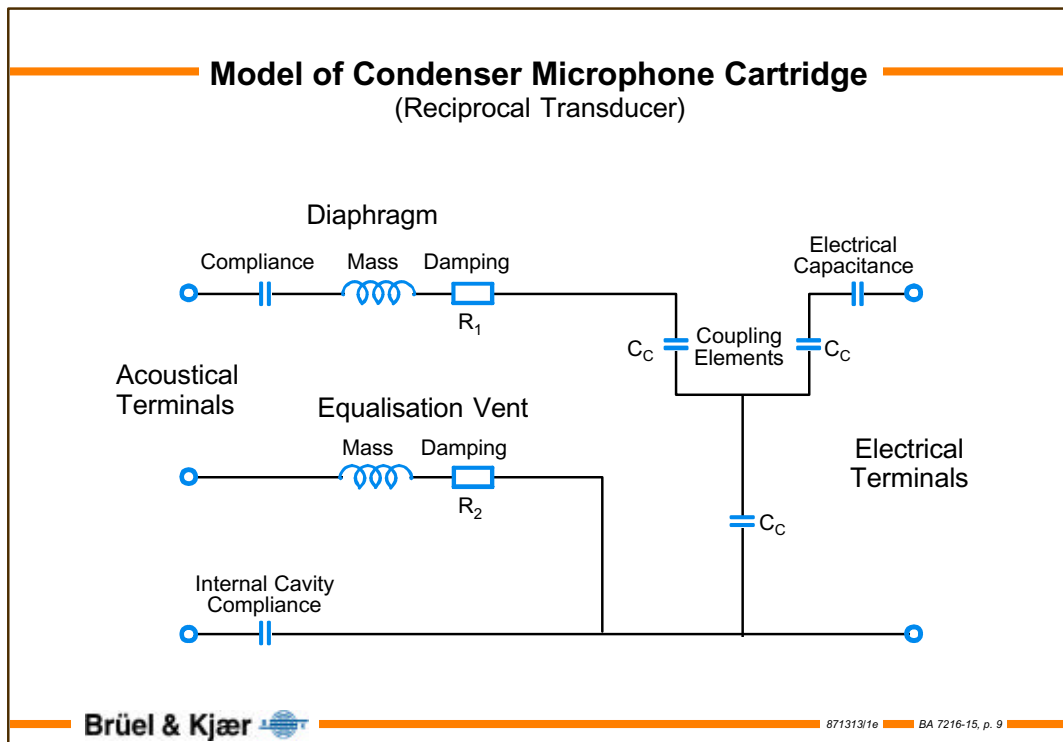 Model of Condenser Microphone Cartridge
(Reciprocal Transducer)
Diaphragm
Compliance
Mass
Damping
R1
Electrical
Capacitance
CC
Coupling
Elements
CC
Acoustical
Terminals
Equalisation Vent
Mass
Damping
R2
Electrical
Terminals
CC
Internal Cavity
Compliance
Brüel & Kjær
871313/1e
BA 7216-15, p. 9